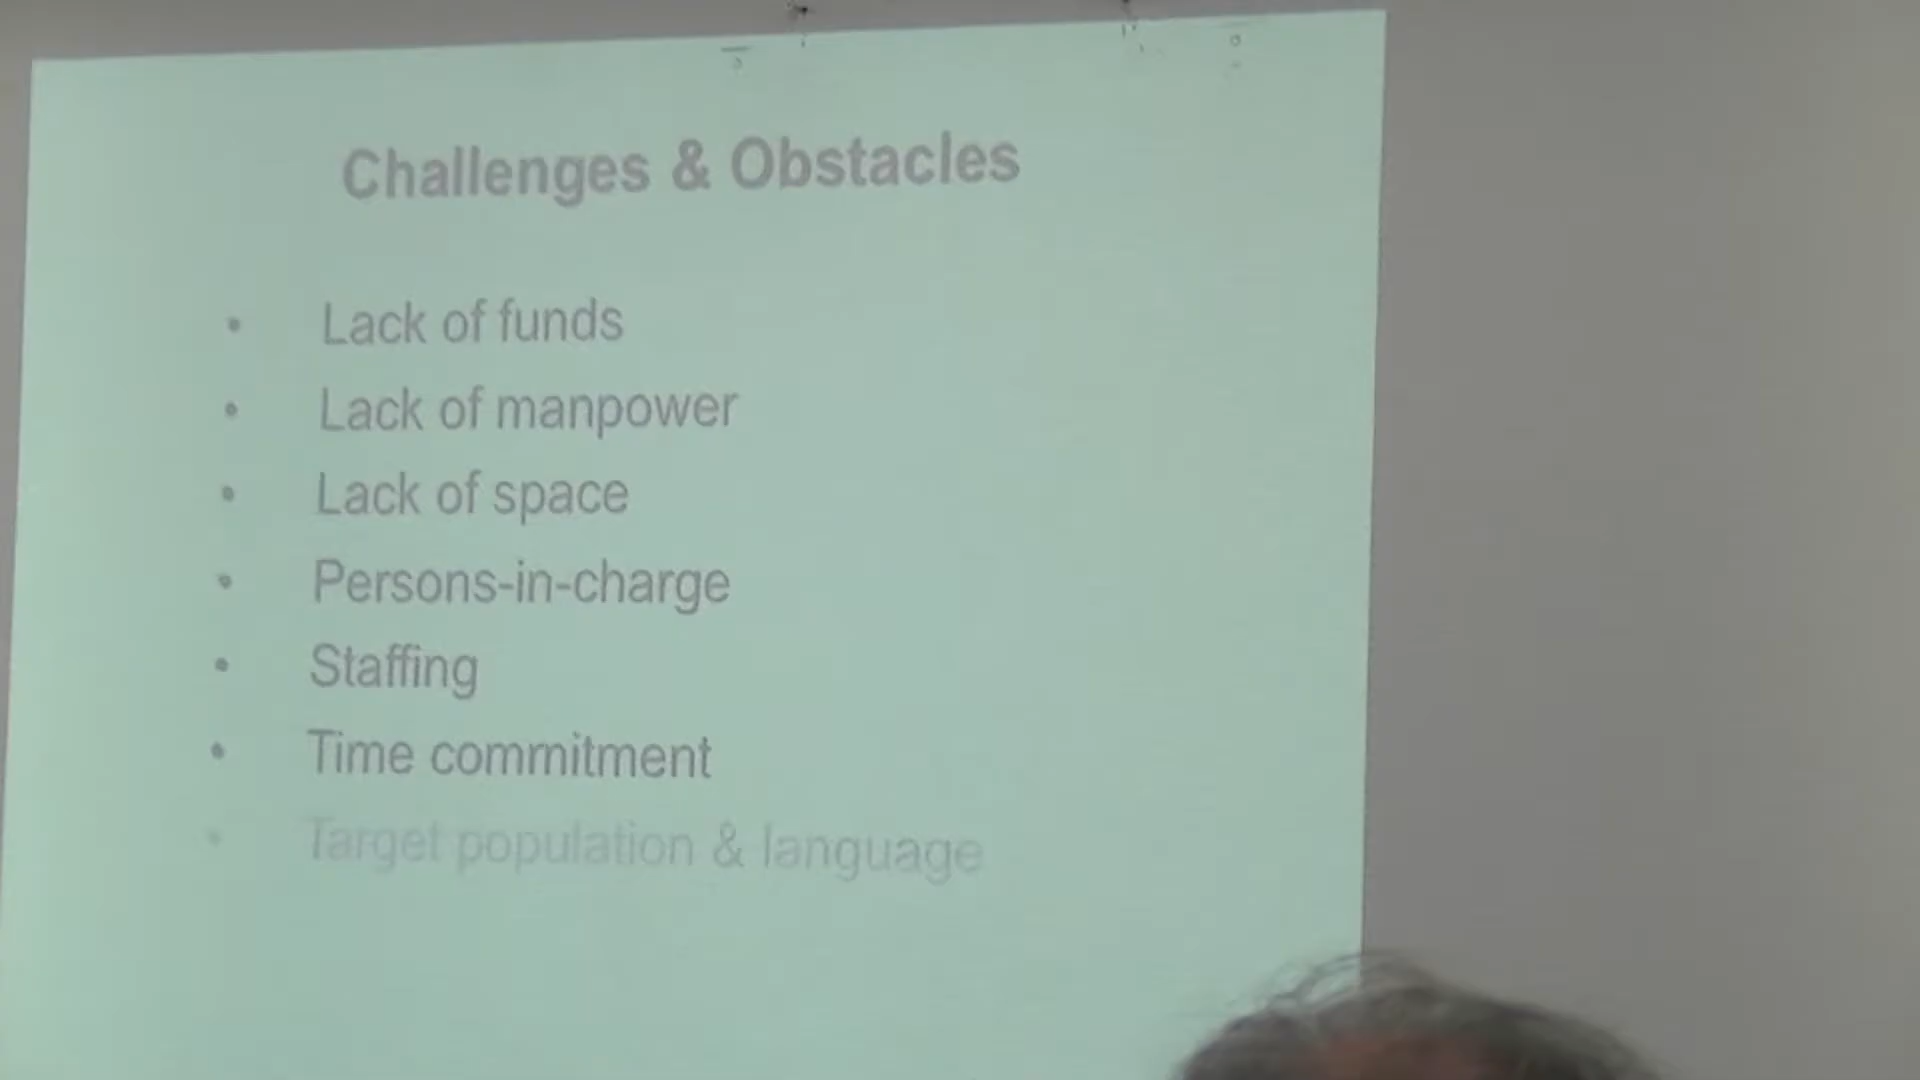 Challenges & Obstacles
• Lack of funds
• Lack of manpower
• Lack of space
• Persons-in-charge
• Staffing
• Time commitment
• Target population & language